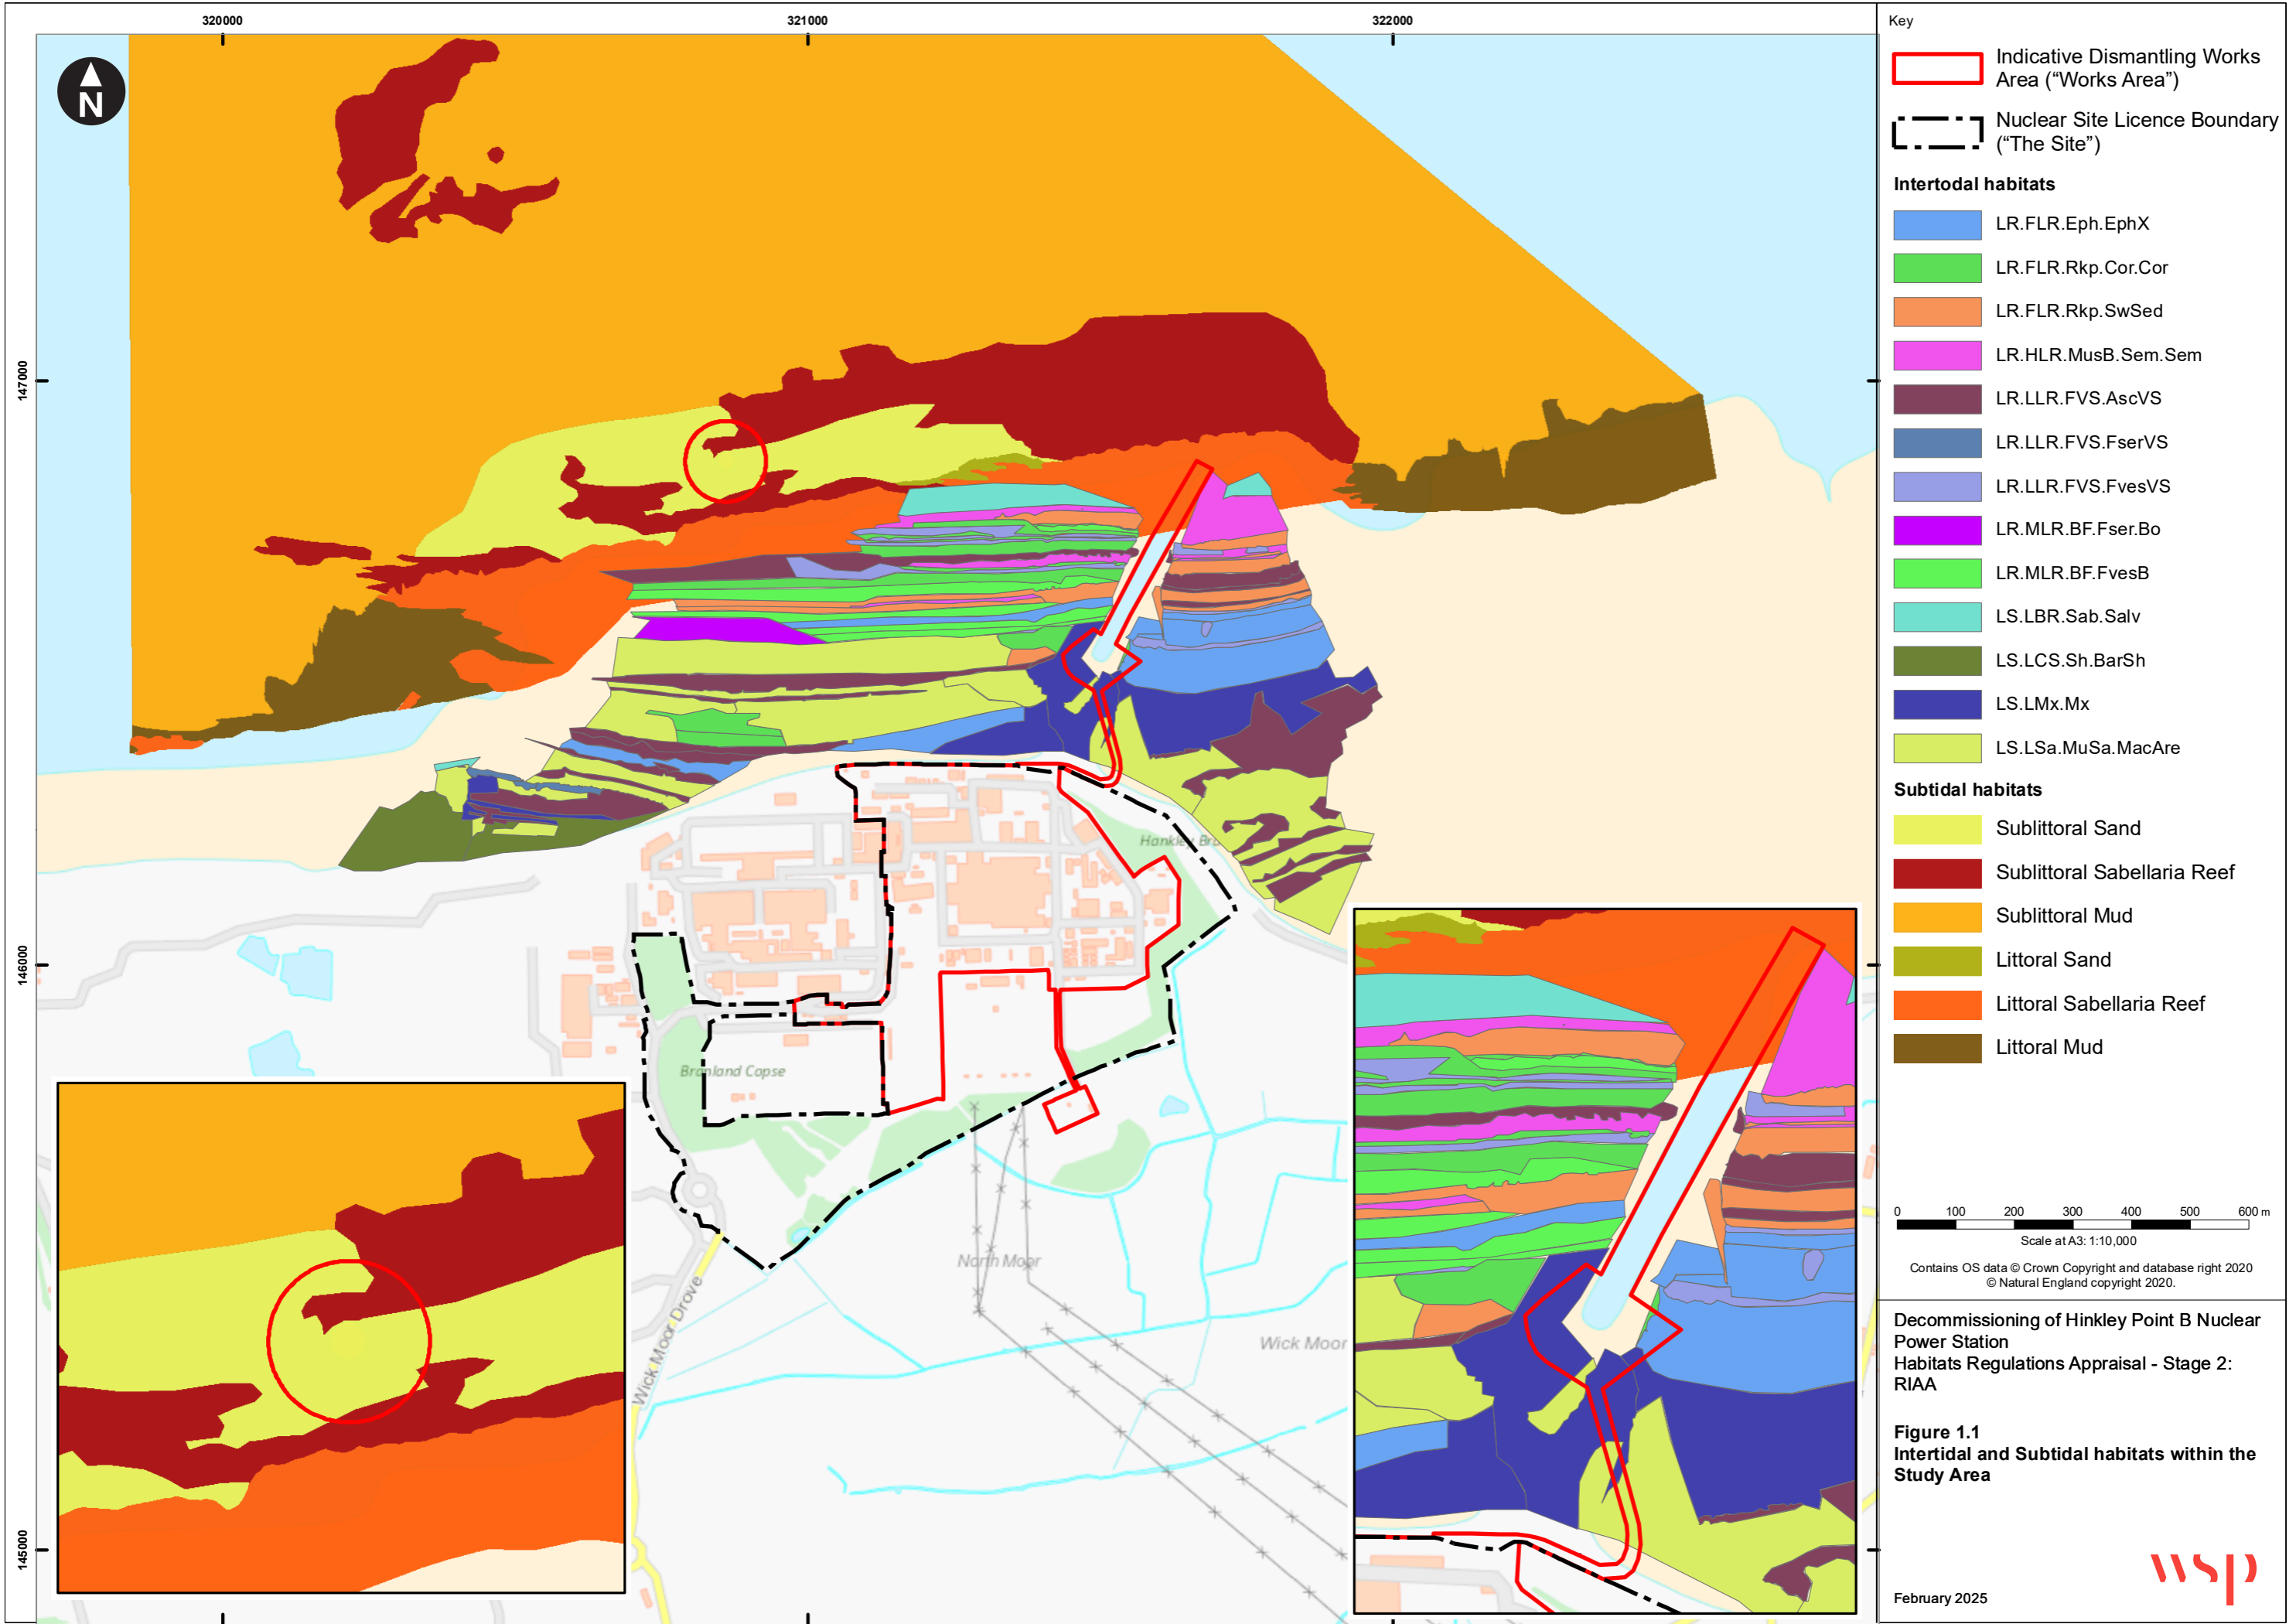 320000
321000
322000
147000
146000
145000
N
Hankley Bra
Branland Copse
North Moor
Wick Moor
Wick Moor Drove
Key
Indicative Dismantling Works
Area (“Works Area”)
Nuclear Site Licence Boundary
(“The Site”)
Intertodal habitats
LR.FLR.Eph.EphX
LR.FLR.Rkp.Cor.Cor
LR.FLR.Rkp.SwSed
LR.HLR.MusB.Sem.Sem
LR.LLR.FVS.AscVS
LR.LLR.FVS.FserVS
LR.LLR.FVS.FvesVS
LR.MLR.BF.Fser.Bo
LR.MLR.BF.FvesB
LS.LBR.Sab.Salv
LS.LCS.Sh.BarSh
LS.LMx.Mx
LS.LSa.MuSa.MacAre
Subtidal habitats
Sublittoral Sand
Sublittoral Sabellaria Reef
Sublittoral Mud
Littoral Sand
Littoral Sabellaria Reef
Littoral Mud
0 100 200 300 400 500 600 m
Scale at A3: 1:10,000
Contains OS data © Crown Copyright and database right 2020
© Natural England copyright 2020.
Decommissioning of Hinkley Point B Nuclear
Power Station
Habitats Regulations Appraisal - Stage 2:
RIAA
Figure 1.1
Intertidal and Subtidal habitats within the
Study Area
February 2025
wsp